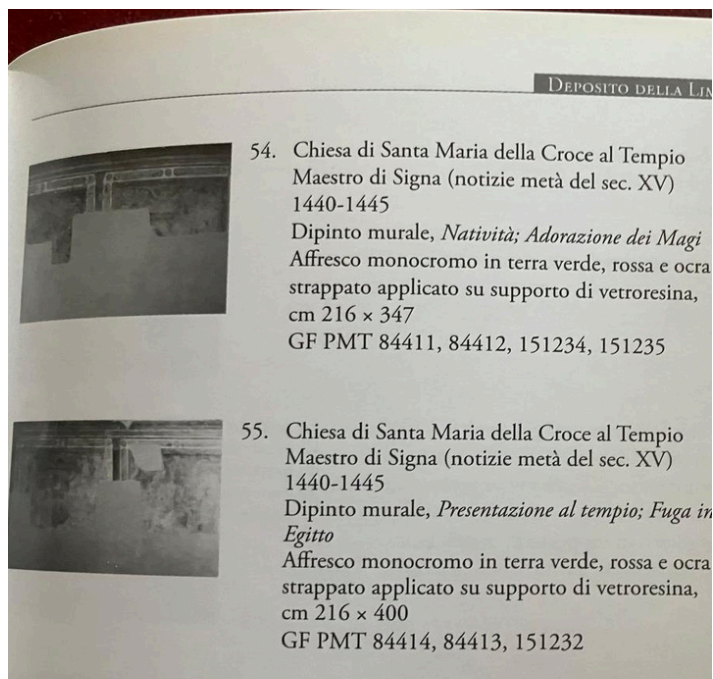 DEPOSITO DELLA
54. Chiesa di Santa Maria della Croce al Tempio
Maestro di Signa (notizie metà del sec. XV)
1440-1445
Dipinto murale, Natività; Adorazione dei Magi
Affresco monocromo in terra verde, rossa e ocra
strappato applicato su supporto di vetroresina,
cm 216 × 347
GF PMT 84411, 84412, 151234, 151235
55. Chiesa di Santa Maria della Croce al Tempio
Maestro di Signa (notizie metà del sec. XV)
1440-1445
Dipinto murale, Presentazione al tempio; Fuga in
Egitto
Affresco monocromo in terra verde, rossa e ocra
strappato applicato su supporto di vetroresina,
cm 216 × 400
GF PMT 84414, 84413, 151232